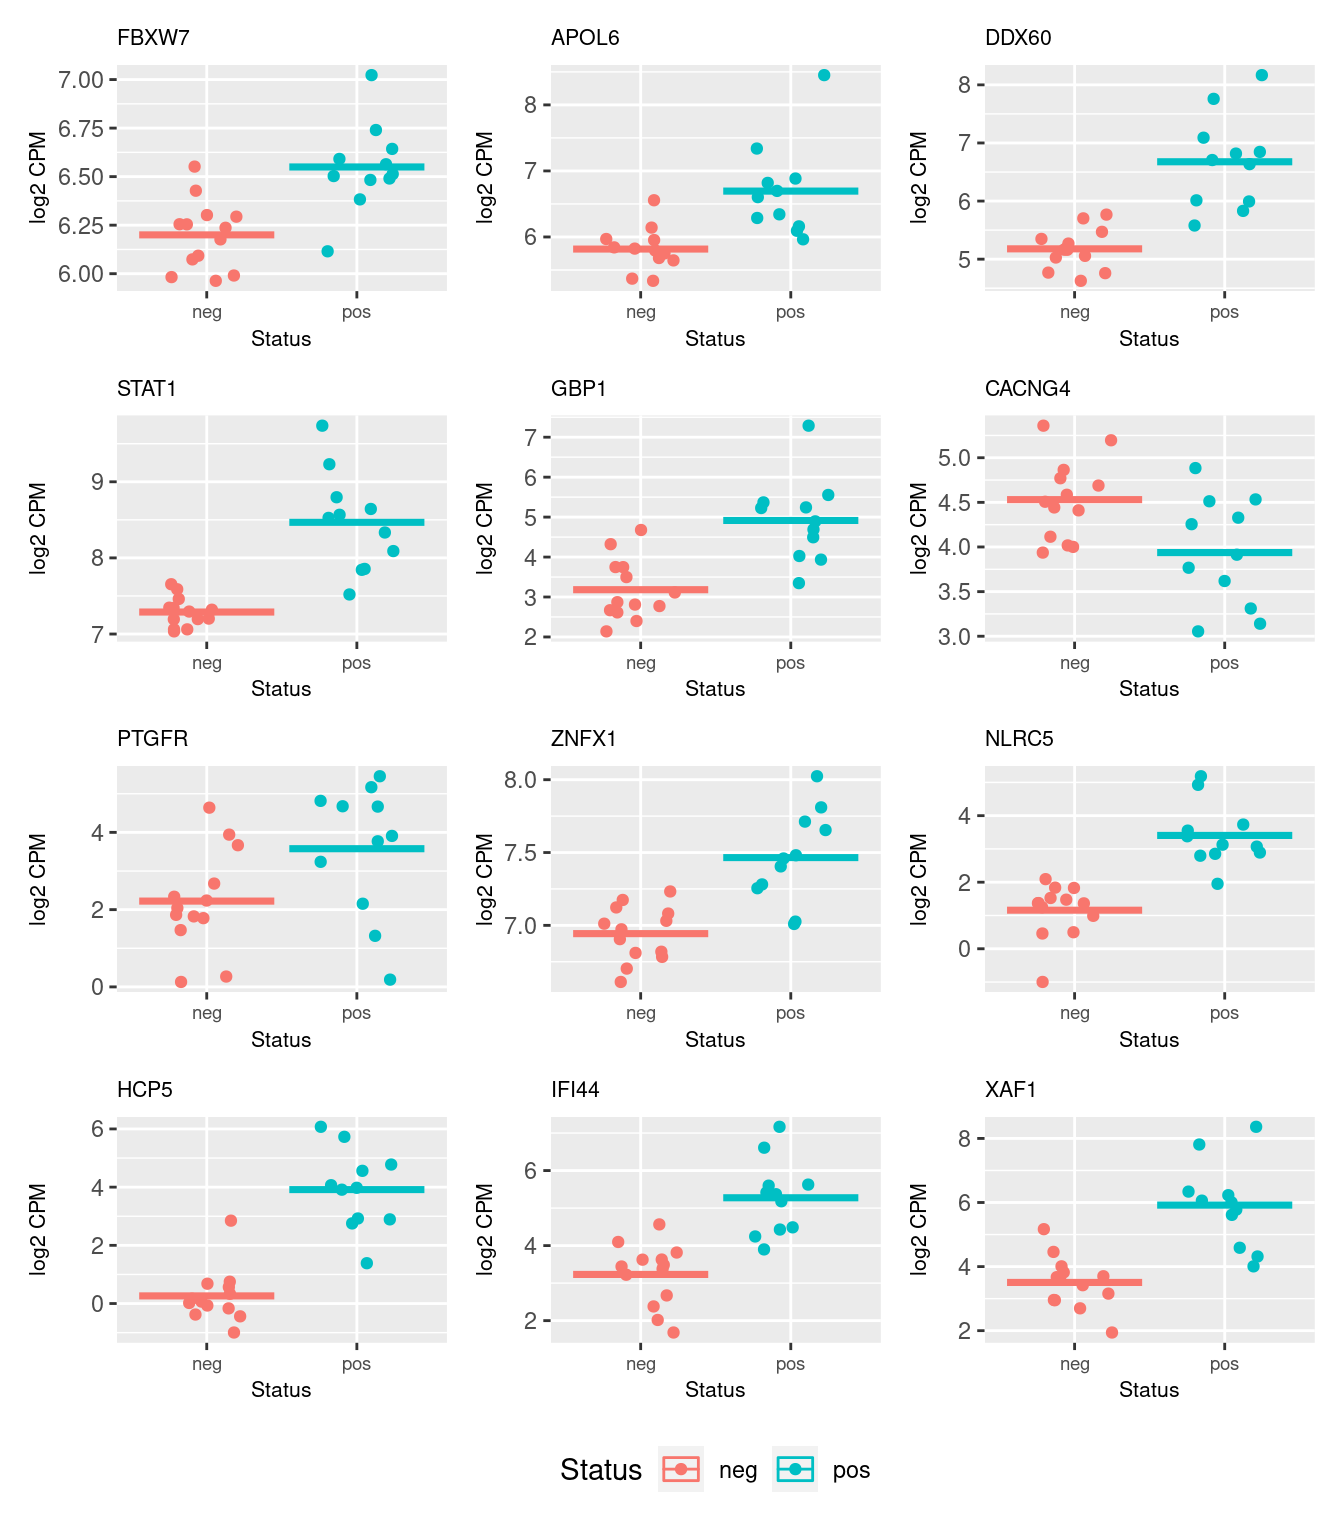 FBXW7 APOL6 DDX60
7.00
6.75
6.50
6.25
6.00
log2 CPM
neg pos
Status
8
7
6
log2 CPM
neg pos
Status
8
7
6
5
log2 CPM
neg pos
Status
STAT1 GBP1 CACNG4
9
8
7
log2 CPM
neg pos
Status
7
6
5
4
3
2
log2 CPM
neg pos
Status
5.0
4.5
4.0
3.5
3.0
log2 CPM
neg pos
Status
PTGFR ZNFX1 NLRC5
4
2
0
log2 CPM
neg pos
Status
8.0
7.5
7.0
log2 CPM
neg pos
Status
4
2
0
log2 CPM
neg pos
Status
HCP5 IFI44 XAF1
6
4
2
0
log2 CPM
neg pos
Status
6
4
2
log2 CPM
neg pos
Status
8
6
4
2
log2 CPM
neg pos
Status
Status neg pos